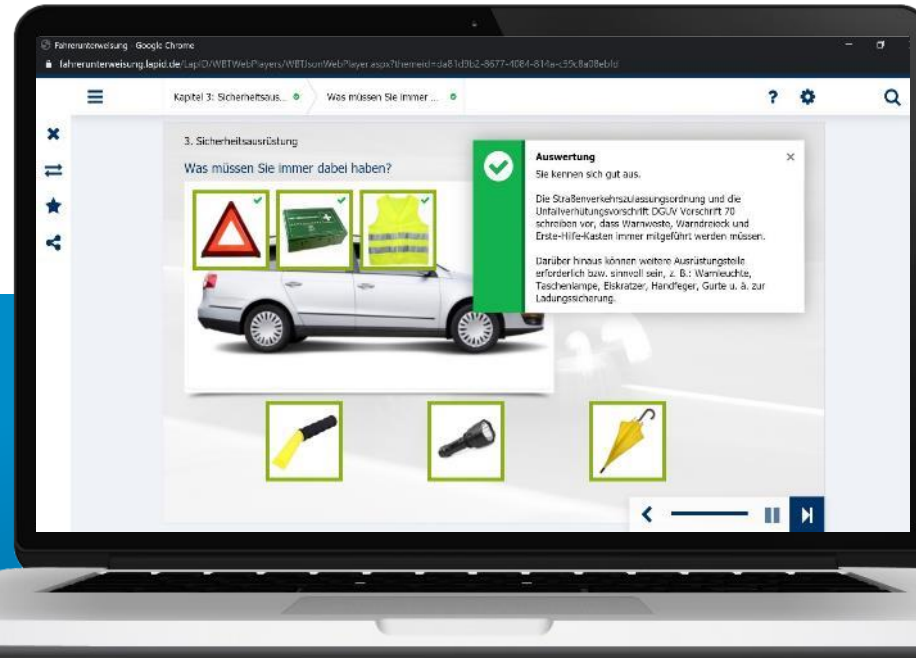 Fahrerunterweisung - Google Chrome
fahrerunterweisung.lapid.de/LapID/WBTWebPlayers/WBTJsonWebPlayer.aspx?themeid=da81d9b2-8677-4084-814a-c59c8a08ebfd
Kapitel 3: Sicherheitsaus... Was müssen Sie immer ...
?
3. Sicherheitsausrüstung
Was müssen Sie immer dabei haben?
Auswertung
Sie kennen sich gut aus.
Die Straßenverkehrszulassungsordnung und die
Unfallverhütungsvorschrift DGUV Vorschrift 70
schreiben vor, dass Warnweste, Warndreieck und
Erste-Hilfe-Kasten immer mitgeführt werden müssen.
Darüber hinaus können weitere Ausrüstungsteile
erforderlich bzw. sinnvoll sein, z. B.: Warnleuchte,
Taschenlampe, Eiskratzer, Handfeger, Gurte u. ä. zur
Ladungssicherung.